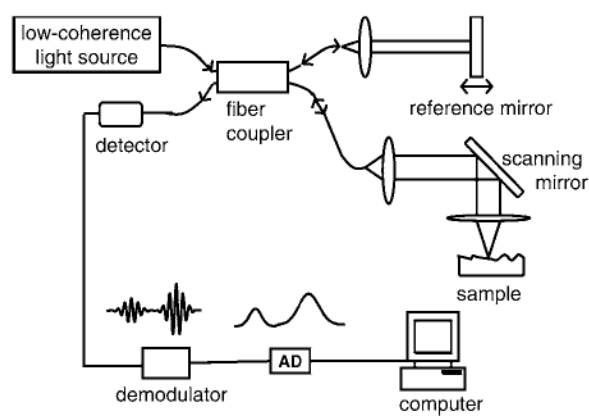 low-coherence
light source
fiber
coupler
reference mirror
detector
scanning
mirror
sample
AD
demodulator
computer